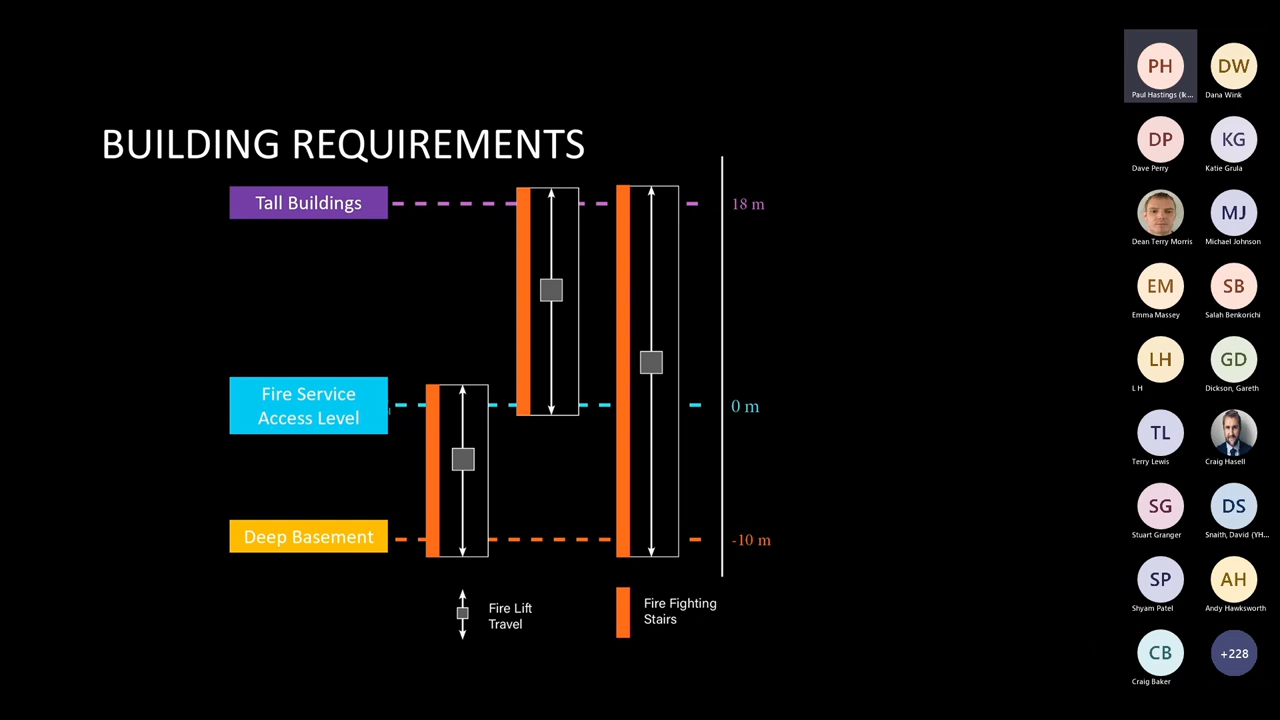 BUILDING REQUIREMENTS
Tall Buildings
18 m
Fire Service
Access Level
0 m
Deep Basement
-10 m
Fire Lift
Travel
Fire Fighting
Stairs
PH
Paul Hastings (Ik...
DW
Dana Wink
DP
Dave Perry
KG
Katie Grula
Dean Terry Morris
MJ
Michael Johnson
EM
Emma Massey
SB
Salah Benkorichi
LH
L H
GD
Dickson, Gareth
TL
Terry Lewis
Craig Hasell
SG
Stuart Granger
DS
Snaith, David (YH...
SP
Shyam Patel
AH
Andy Hawksworth
CB
Craig Baker
+228